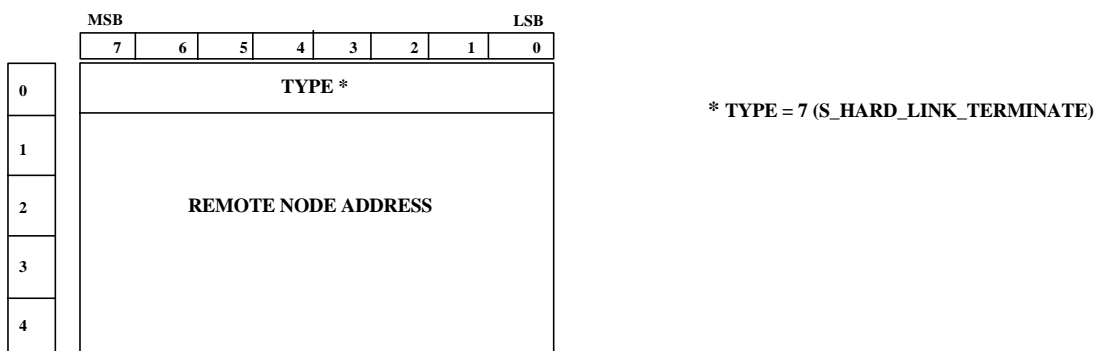 MSB LSB
7 6 5 4 3 2 1 0
0 TYPE *
* TYPE = 7 (S_HARD_LINK_TERMINATE)
1
2 REMOTE NODE ADDRESS
3
4